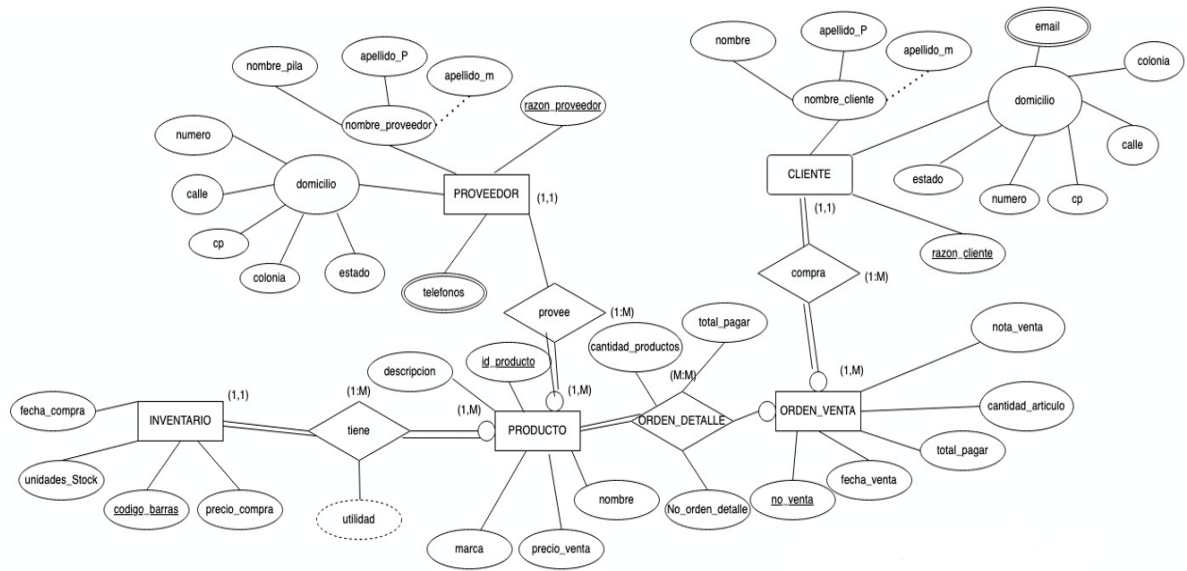 email
nombre
apellido_P
apellido_m
colonia
nombre_cliente
domicilio
calle
estado
numero
cp
CLIENTE
(1,1)
razon_cliente
compra
(1:M)
apellido_P
nombre_pila
apellido_m
razon_proveedor
nombre_proveedor
numero
domicilio
calle
cp
colonia
estado
PROVEEDOR
(1,1)
telefonos
provee
(1:M)
total_pagar
cantidad_productos
nota_venta
descripcion
id_producto
(M:M)
(1,M)
(1,M)
fecha_compra
(1,1)
(1:M)
(1,M)
INVENTARIO
tiene
PRODUCTO
ORDEN_DETALLE
ORDEN_VENTA
cantidad_articulo
total_pagar
unidades_Stock
codigo_barras
precio_compra
utilidad
nombre
No_orden_detalle
no_venta
fecha_venta
marca
precio_venta